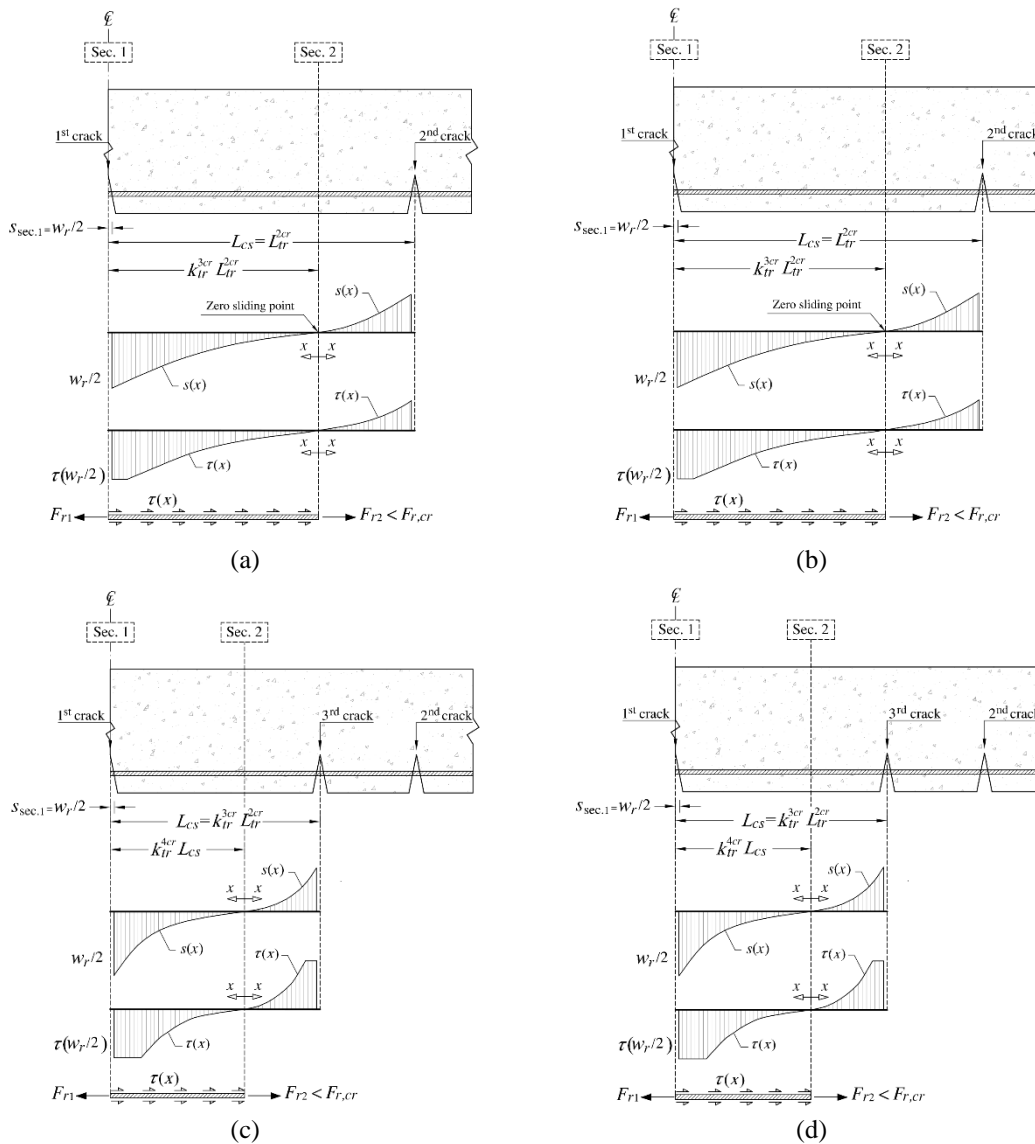 ℄
Sec. 1
Sec. 2
1st crack
2nd crack
s_sec.1=w_r/2
L_cs = L_tr^2cr
k_tr^3cr L_tr^2cr
s(x)
Zero sliding point
x x
w_r/2
s(x)
τ(x)
x x
τ(w_r/2)
τ(x)
τ(x)
F_r1
F_r2 < F_r,cr
(a)
℄
Sec. 1
Sec. 2
1st crack
2nd crack
s_sec.1=w_r/2
L_cs = L_tr^2cr
k_tr^3cr L_tr^2cr
s(x)
Zero sliding point
x x
w_r/2
s(x)
τ(x)
x x
τ(w_r/2)
τ(x)
τ(x)
F_r1
F_r2 < F_r,cr
(b)
℄
Sec. 1
Sec. 2
1st crack
3rd crack
2nd crack
s_sec.1=w_r/2
L_cs = k_tr^3cr L_tr^2cr
k_tr^4cr L_cs
s(x)
x x
w_r/2
s(x)
τ(x)
x x
τ(w_r/2)
τ(x)
τ(x)
F_r1
F_r2 < F_r,cr
(c)
℄
Sec. 1
Sec. 2
1st crack
3rd crack
2nd crack
s_sec.1=w_r/2
L_cs = k_tr^3cr L_tr^2cr
k_tr^4cr L_cs
s(x)
x x
w_r/2
s(x)
τ(x)
x x
τ(w_r/2)
τ(x)
τ(x)
F_r1
F_r2 < F_r,cr
(d)